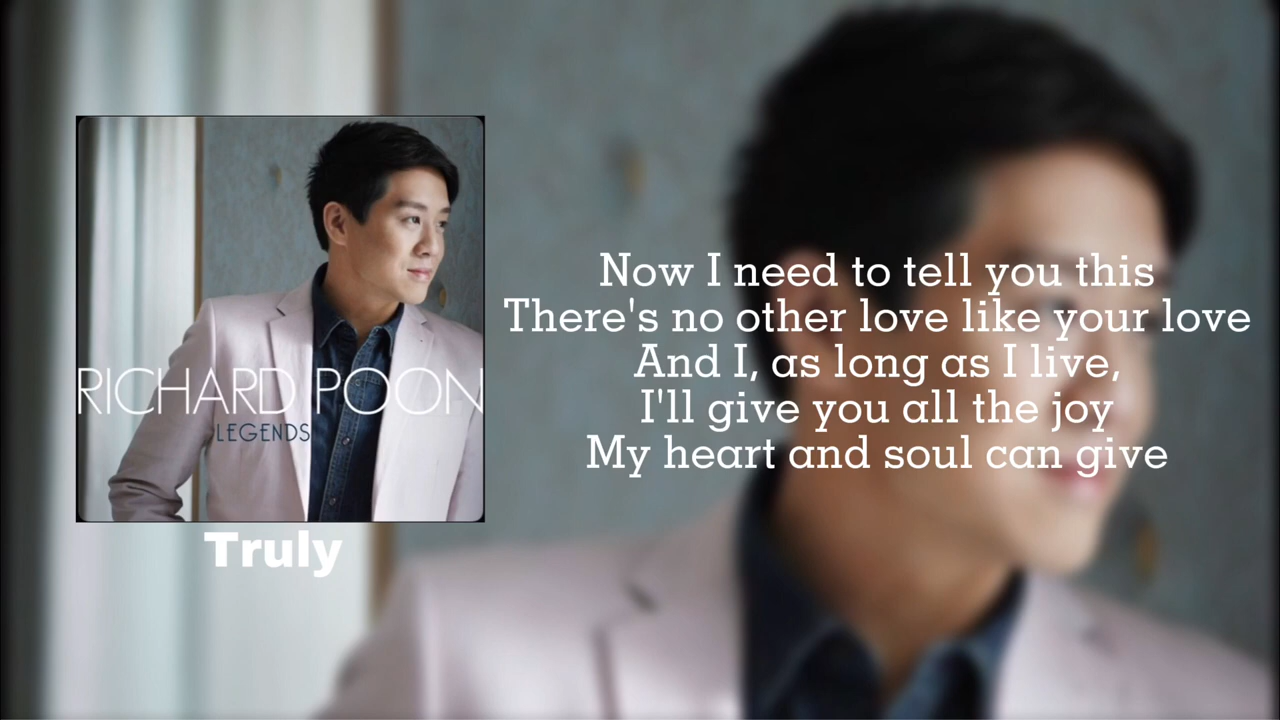 RICHARD POON
LEGENDS
Truly
Now I need to tell you this
There's no other love like your love
And I, as long as I live,
I'll give you all the joy
My heart and soul can give